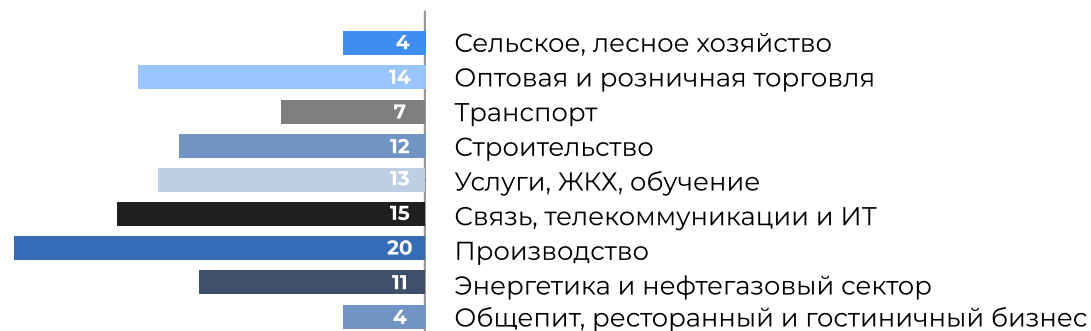 4 Сельское, лесное хозяйство
14 Оптовая и розничная торговля
7 Транспорт
12 Строительство
13 Услуги, ЖКХ, обучение
15 Связь, телекоммуникации и ИТ
20 Производство
11 Энергетика и нефтегазовый сектор
4 Общепит, ресторанный и гостиничный бизнес